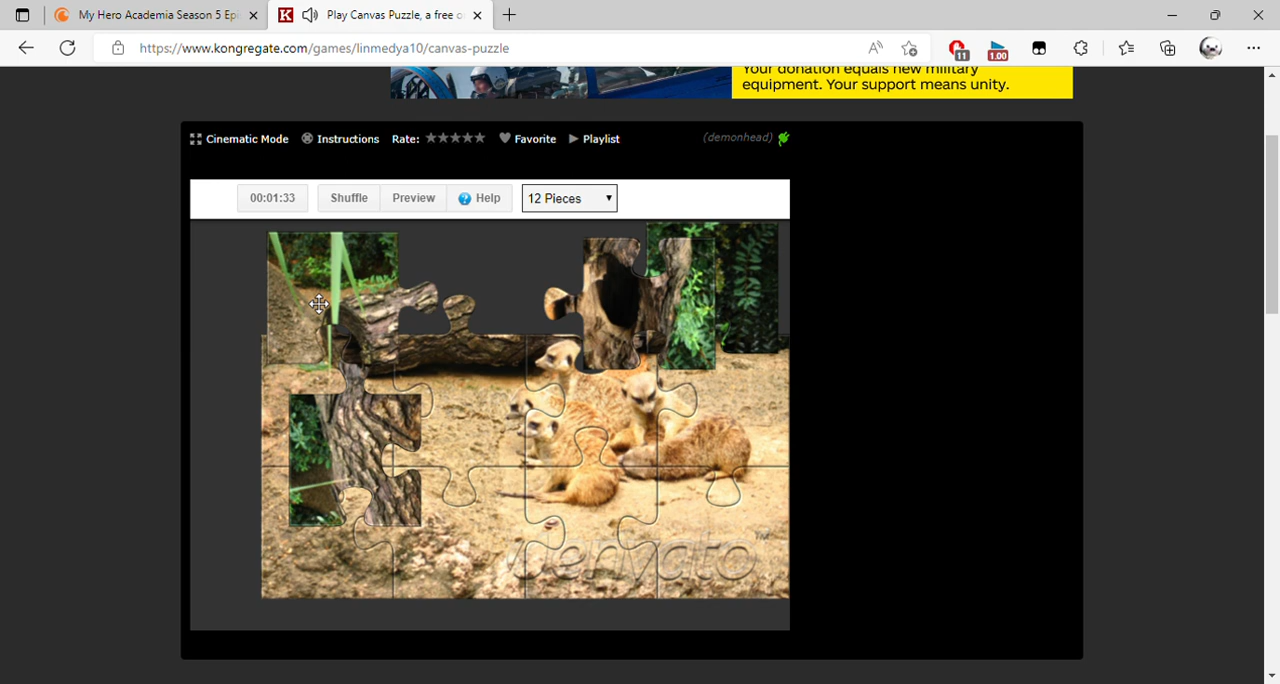 My Hero Academia Season 5 Epi
Play Canvas Puzzle, a free o
https://www.kongregate.com/games/linmedya10/canvas-puzzle
11
1.00
Your donation equals new military
equipment. Your support means unity.
Cinematic Mode
Instructions
Rate:
Favorite
Playlist
(demonhead)
00:01:33
Shuffle
Preview
Help
12 Pieces
envato™